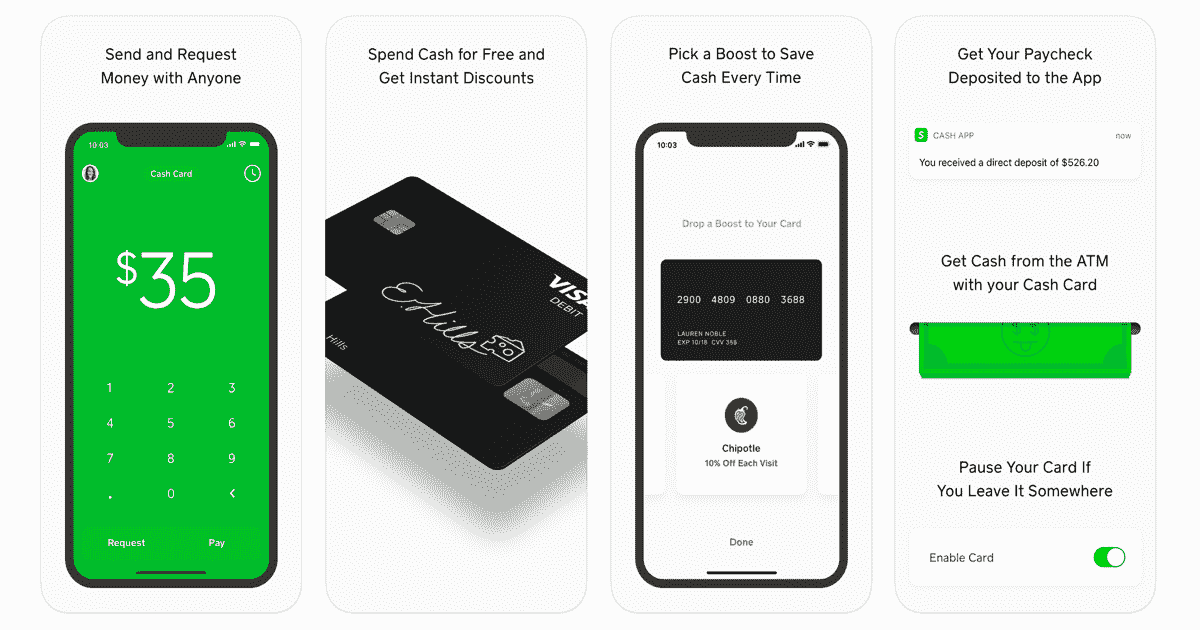 Send and Request
Money with Anyone
10:03
Cash Card
$35
1 2 3
4 5 6
7 8 9
. 0 <
Request Pay
Spend Cash for Free and
Get Instant Discounts
VISA
DEBIT
E.Hills
Hills
Pick a Boost to Save
Cash Every Time
10:03
Drop a Boost to Your Card
2900 4809 0880 3688
LAUREN NOBLE
EXP 10/18 CVV 359
Chipotle
10% Off Each Visit
Done
Get Your Paycheck
Deposited to the App
$ CASH APP now
You received a direct deposit of $526.20
Get Cash from the ATM
with your Cash Card
Pause Your Card If
You Leave It Somewhere
Enable Card